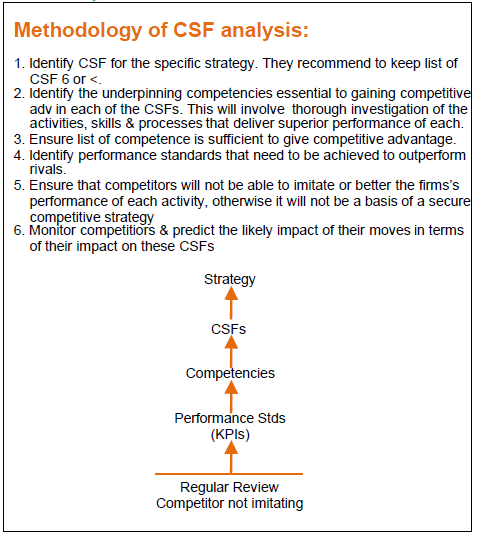 Methodology of CSF analysis:
1. Identify CSF for the specific strategy. They recommend to keep list of
CSF 6 or <.
2. Identify the underpinning competencies essential to gaining competitive
adv in each of the CSFs. This will involve thorough investigation of the
activities, skills & processes that deliver superior performance of each.
3. Ensure list of competence is sufficient to give competitive advantage.
4. Identify performance standards that need to be achieved to outperform
rivals.
5. Ensure that competitors will not be able to imitate or better the firms's
performance of each activity, otherwise it will not be a basis of a secure
competitive strategy
6. Monitor competitiors & predict the likely impact of their moves in terms
of their impact on these CSFs
Strategy
CSFs
Competencies
Performance Stds
(KPIs)
Regular Review
Competitor not imitating